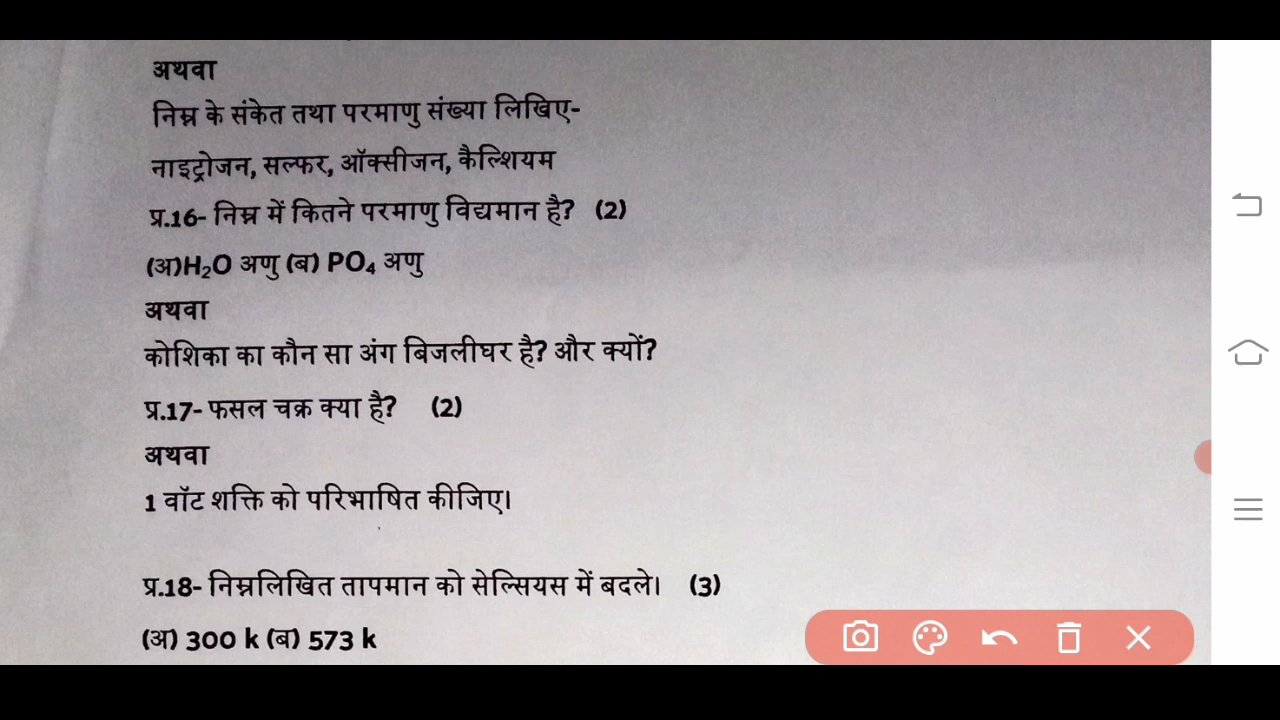 अथवा
निम्न के संकेत तथा परमाणु संख्या लिखिए-
नाइट्रोजन, सल्फर, ऑक्सीजन, कैल्शियम
प्र.16- निम्न में कितने परमाणु विद्यमान है? (2)
(अ)H₂O अणु (ब) PO₄ अणु
अथवा
कोशिका का कौन सा अंग बिजलीघर है? और क्यों?
प्र.17- फसल चक्र क्या है? (2)
अथवा
1 वॉट शक्ति को परिभाषित कीजिए।
प्र.18- निम्नलिखित तापमान को सेल्सियस में बदले। (3)
(अ) 300 k (ब) 573 k